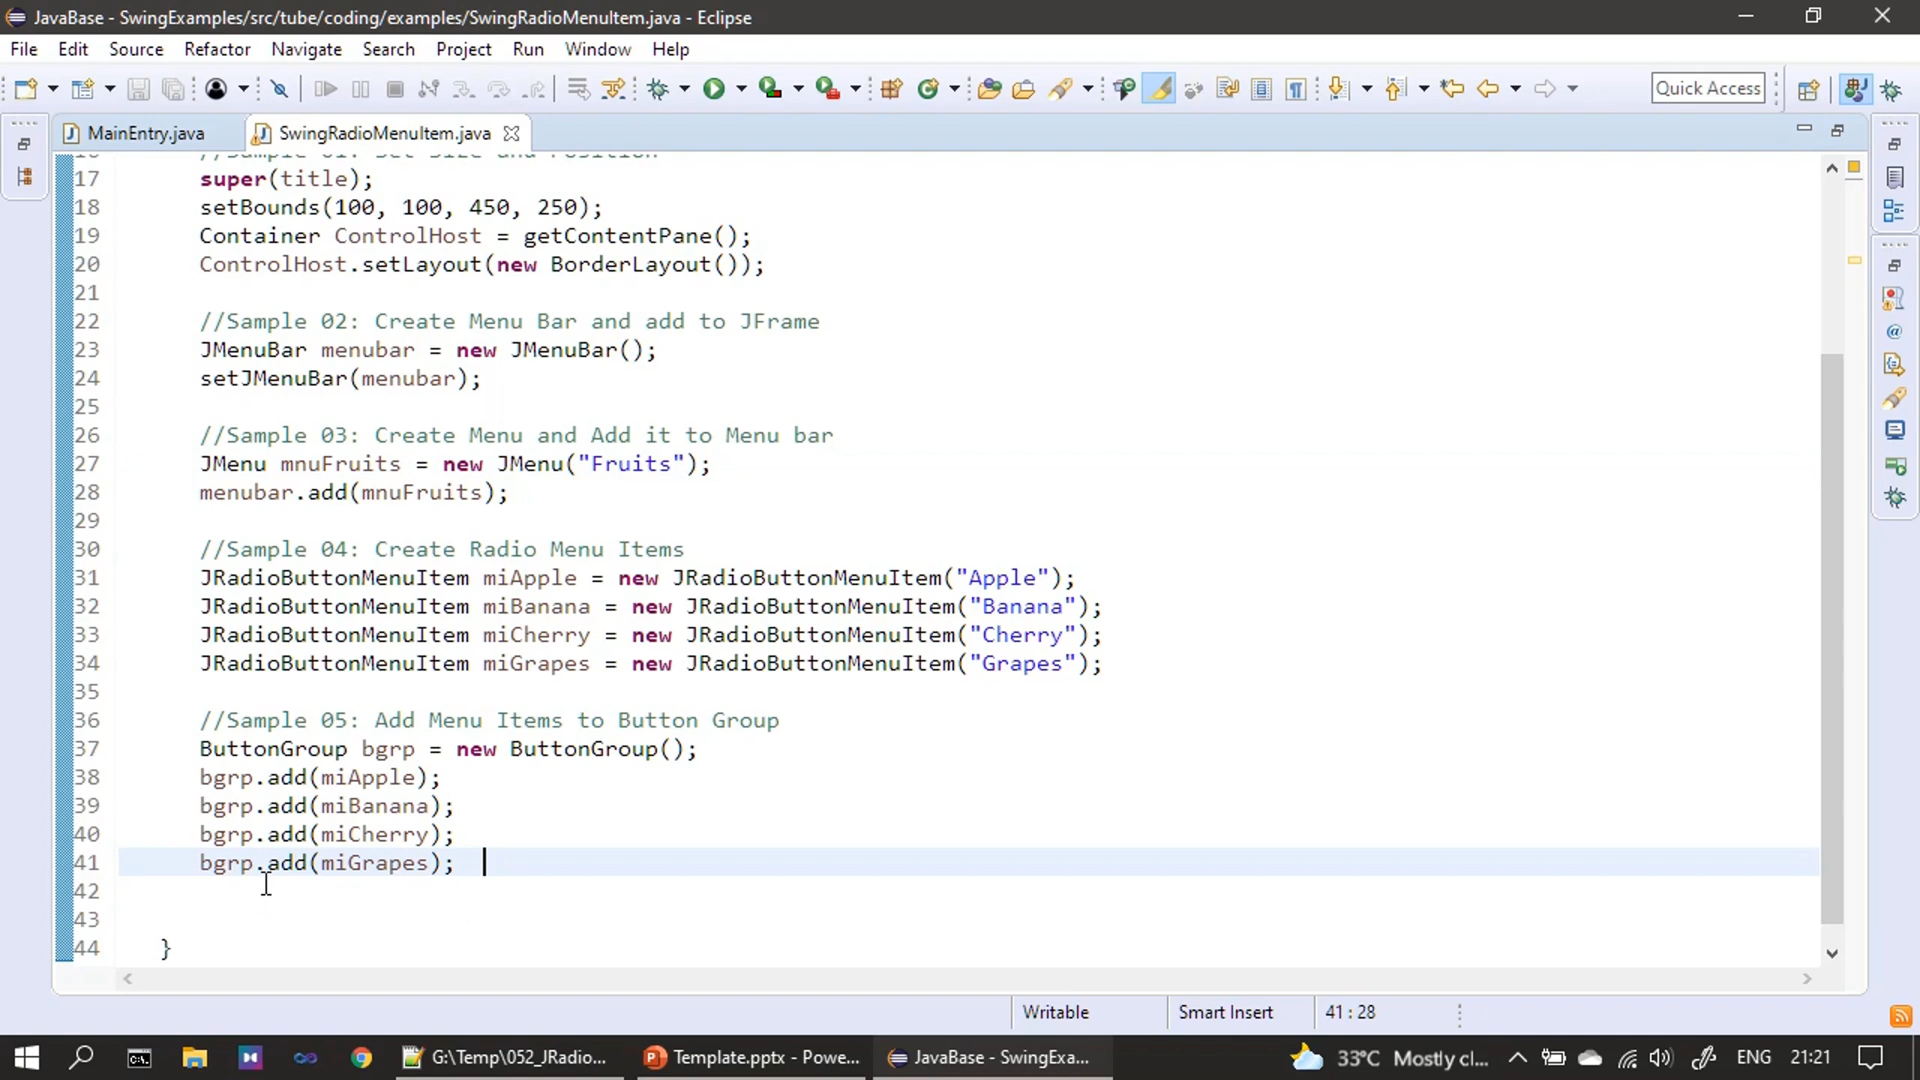 JavaBase - SwingExamples/src/tube/coding/examples/SwingRadioMenuItem.java - Eclipse
File Edit Source Refactor Navigate Search Project Run Window Help
Quick Access
MainEntry.java SwingRadioMenuItem.java
16 //Sample 01: Set Size and Position
17 super(title);
18 setBounds(100, 100, 450, 250);
19 Container ControlHost = getContentPane();
20 ControlHost.setLayout(new BorderLayout());
21
22 //Sample 02: Create Menu Bar and add to JFrame
23 JMenuBar menubar = new JMenuBar();
24 setJMenuBar(menubar);
25
26 //Sample 03: Create Menu and Add it to Menu bar
27 JMenu mnuFruits = new JMenu("Fruits");
28 menubar.add(mnuFruits);
29
30 //Sample 04: Create Radio Menu Items
31 JRadioButtonMenuItem miApple = new JRadioButtonMenuItem("Apple");
32 JRadioButtonMenuItem miBanana = new JRadioButtonMenuItem("Banana");
33 JRadioButtonMenuItem miCherry = new JRadioButtonMenuItem("Cherry");
34 JRadioButtonMenuItem miGrapes = new JRadioButtonMenuItem("Grapes");
35
36 //Sample 05: Add Menu Items to Button Group
37 ButtonGroup bgrp = new ButtonGroup();
38 bgrp.add(miApple);
39 bgrp.add(miBanana);
40 bgrp.add(miCherry);
41 bgrp.add(miGrapes);
42
43
44 }
Writable Smart Insert 41 : 28
G:\Temp\052_JRadio... Template.pptx - Powe... JavaBase - SwingExa... 33°C Mostly cl... ENG 21:21